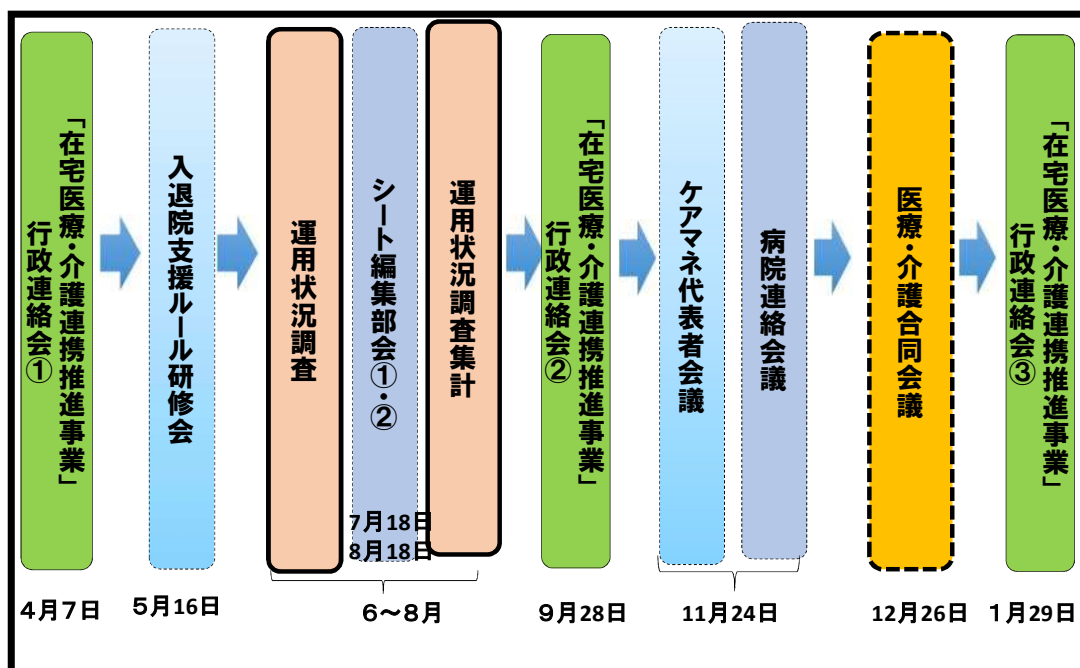 「在宅医療・介護連携推進事業」
行政連絡会①
入退院支援ルール研修会
運用状況調査
シート編集部会①・②
7月18日
8月18日
運用状況調査集計
「在宅医療・介護連携推進事業」
行政連絡会②
ケアマネ代表者会議
病院連絡会議
医療・介護合同会議
「在宅医療・介護連携推進事業」
行政連絡会③
4月7日
5月16日
6～8月
9月28日
11月24日
12月26日
1月29日